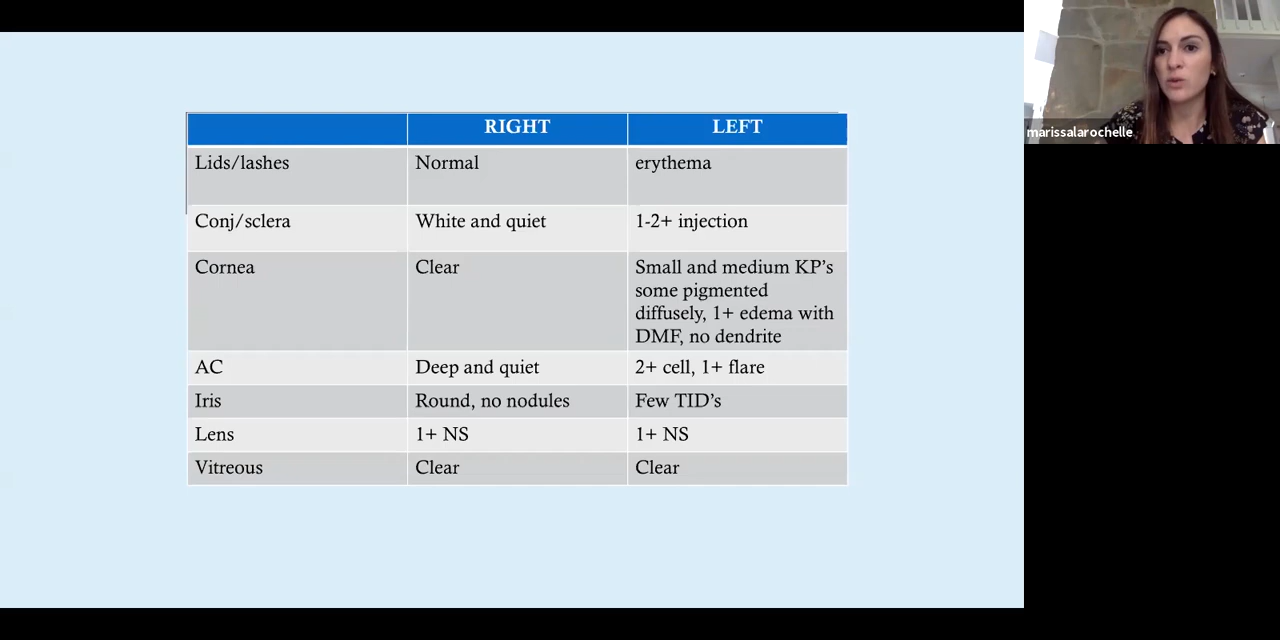 RIGHT LEFT
Lids/lashes Normal erythema
Conj/sclera White and quiet 1-2+ injection
Cornea Clear Small and medium KP's
some pigmented
diffusely, 1+ edema with
DMF, no dendrite
AC Deep and quiet 2+ cell, 1+ flare
Iris Round, no nodules Few TID's
Lens 1+ NS 1+ NS
Vitreous Clear Clear
marissalarochelle